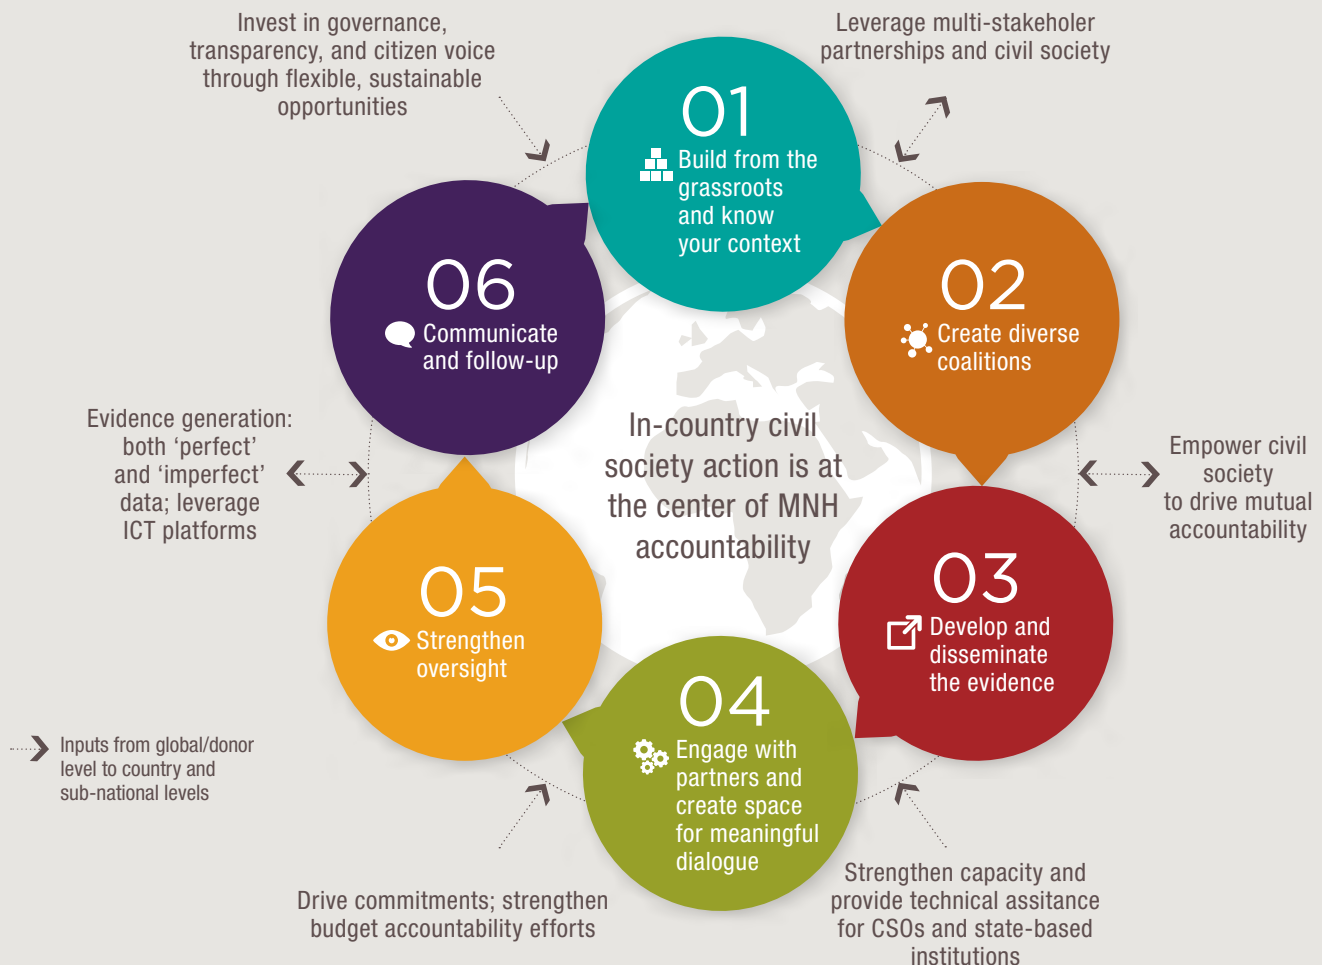 Invest in governance,
transparency, and citizen voice
through flexible, sustainable
opportunities
Leverage multi-stakeholer
partnerships and civil society
01
Build from the
grassroots
and know
your context
02
Create diverse
coalitions
06
Communicate
and follow-up
Evidence generation:
both ‘perfect’
and ‘imperfect’
data; leverage
ICT platforms
In-country civil
society action is at
the center of MNH
accountability
Empower civil
society
to drive mutual
accountability
03
Develop and
disseminate
the evidence
05
Strengthen
oversight
04
Engage with
partners and
create space
for meaningful
dialogue
Inputs from global/donor
level to country and
sub-national levels
Drive commitments; strengthen
budget accountability efforts
Strengthen capacity and
provide technical assitance
for CSOs and state-based
institutions